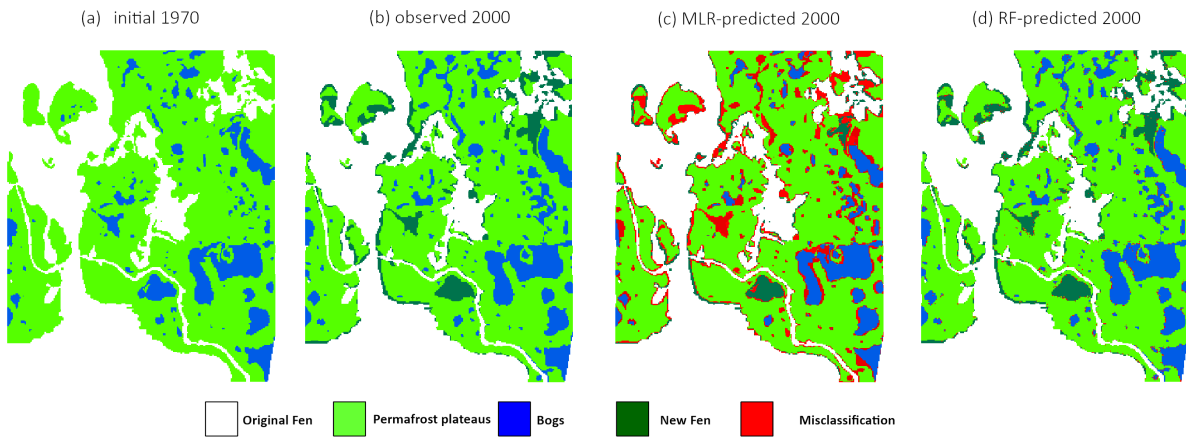 (a) initial 1970
(b) observed 2000
(c) MLR-predicted 2000
(d) RF-predicted 2000
Original Fen
Permafrost plateaus
Bogs
New Fen
Misclassification